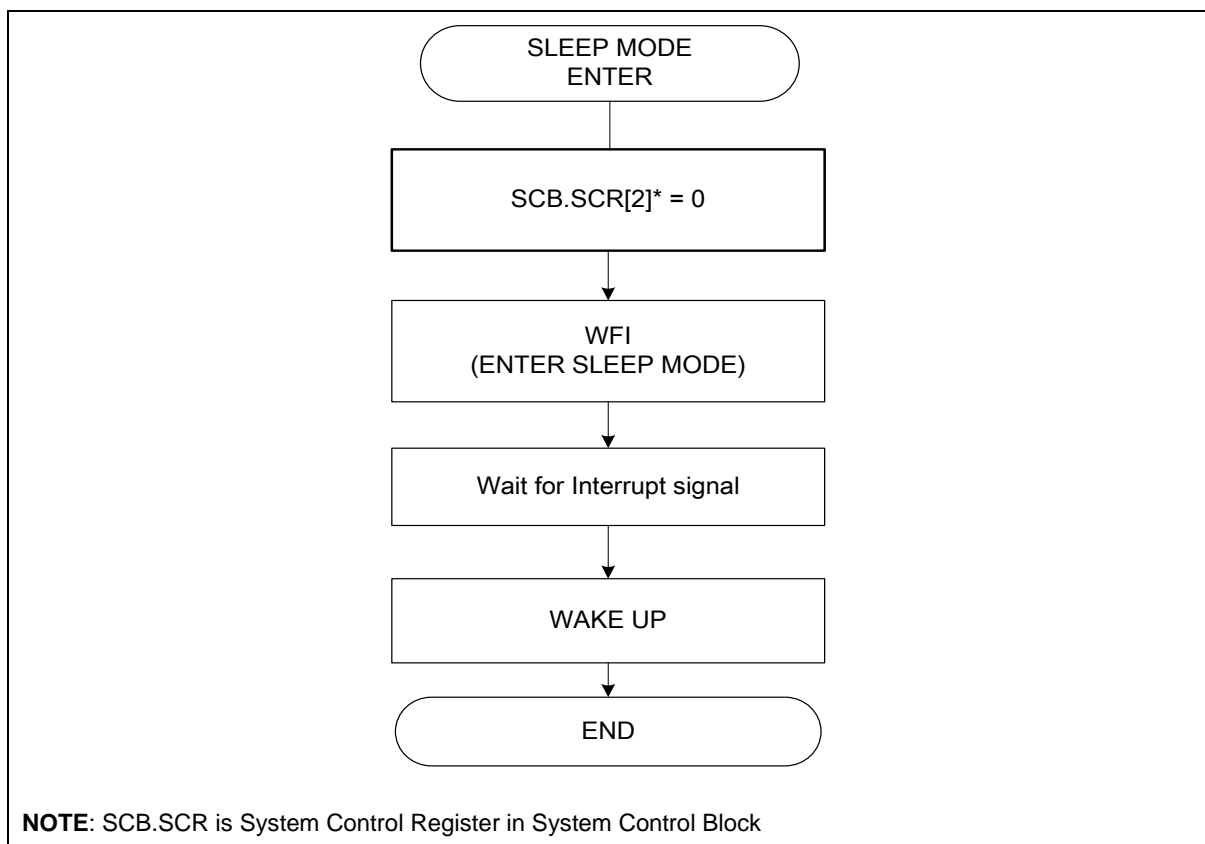 SLEEP MODE
ENTER
SCB.SCR[2]* = 0
WFI
(ENTER SLEEP MODE)
Wait for Interrupt signal
WAKE UP
END
NOTE: SCB.SCR is System Control Register in System Control Block